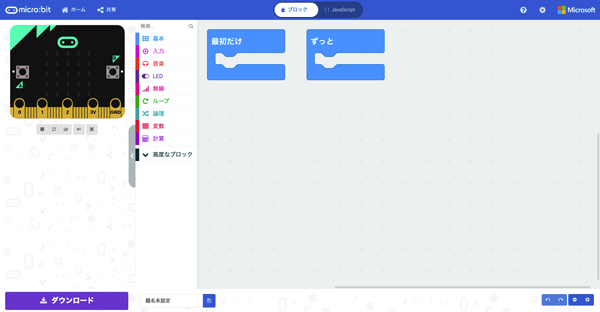 micro:bit
ホーム
共有
ブロック
JavaScript
Microsoft
0 1 2 3V GND
ダウンロード
検索...
基本
入力
音楽
LED
無線
ループ
論理
変数
計算
高度なブロック
最初だけ
ずっと
題名未設定